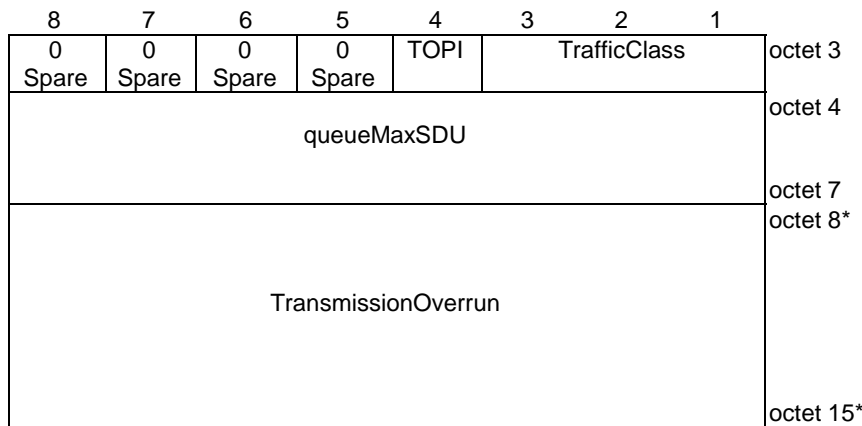 8 7 6 5 4 3 2 1
0 0 0 0 TOPI TrafficClass octet 3
Spare Spare Spare Spare
octet 4
queueMaxSDU
octet 7
octet 8*
TransmissionOverrun
octet 15*